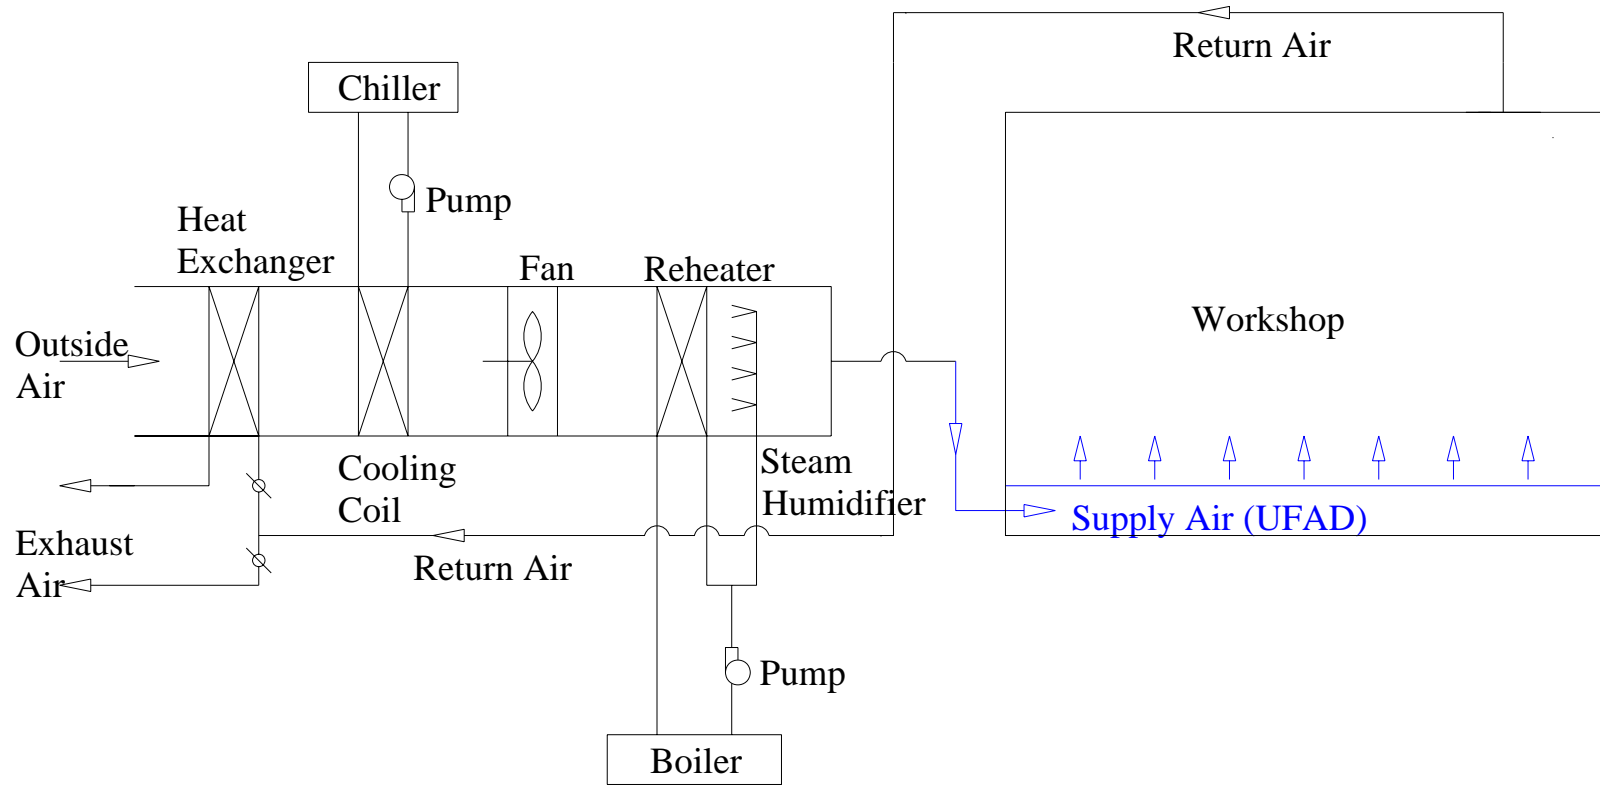 Return Air
Chiller
Pump
Heat
Exchanger
Fan
Reheater
Outside
Air
Workshop
Cooling
Coil
Steam
Humidifier
Supply Air (UFAD)
Exhaust
Air
Return Air
Pump
Boiler